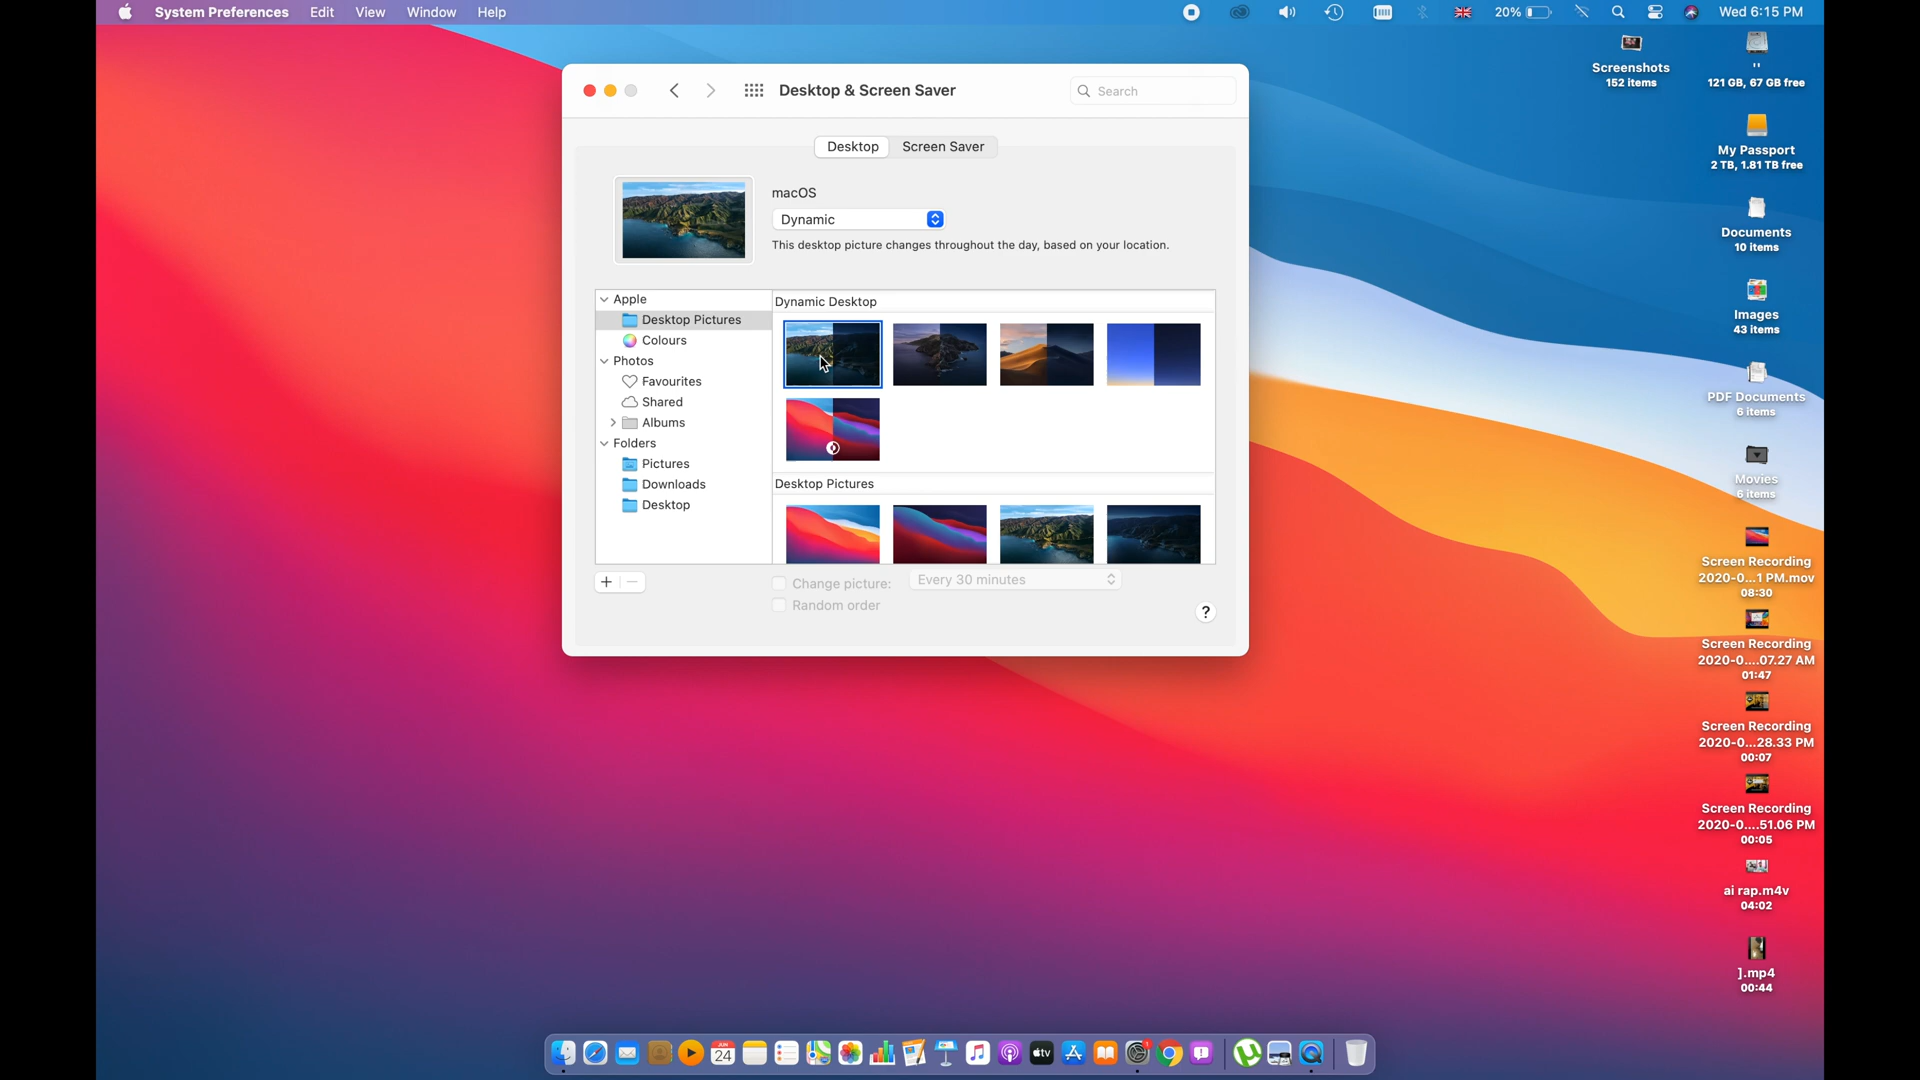 System Preferences Edit View Window Help
20% Wed 6:15 PM
Desktop & Screen Saver
Search
Desktop Screen Saver
macOS
Dynamic
This desktop picture changes throughout the day, based on your location.
Apple
Desktop Pictures
Colours
Photos
Favourites
Shared
Albums
Folders
Pictures
Downloads
Desktop
Dynamic Desktop
Desktop Pictures
+ −
Change picture: Every 30 minutes
Random order
?
Screenshots
152 items
''
121 GB, 67 GB free
My Passport
2 TB, 1.81 TB free
Documents
10 items
Images
43 items
PDF Documents
6 items
Movies
6 items
Screen Recording
2020-0...1 PM.mov
08:30
Screen Recording
2020-0....07.27 AM
01:47
Screen Recording
2020-0...28.33 PM
00:07
Screen Recording
2020-0....51.06 PM
00:05
ai rap.m4v
04:02
].mp4
00:44
JUN
24
tv
1